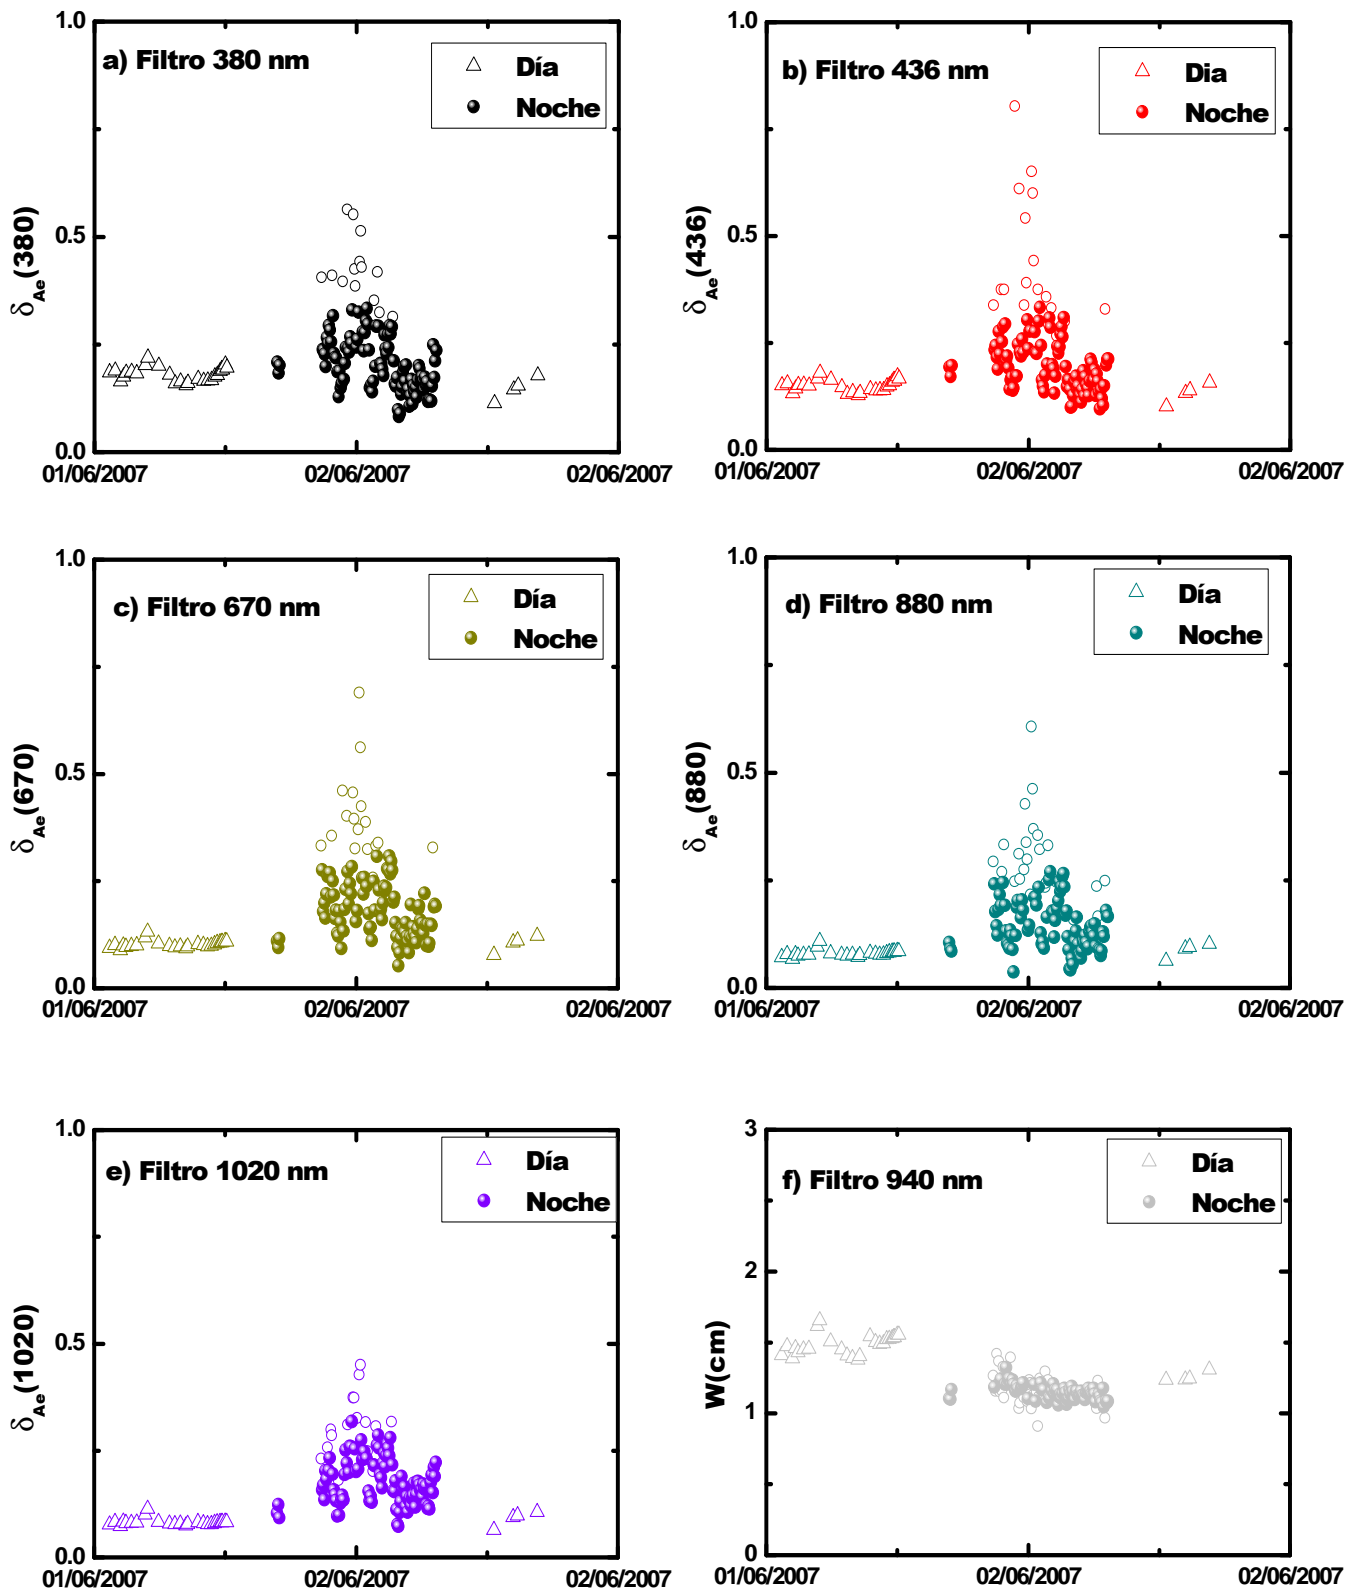 1.0
a) Filtro 380 nm
Día
Noche
0.5
δAe(380)
0.0
01/06/2007
02/06/2007
02/06/2007
1.0
b) Filtro 436 nm
Dia
Noche
0.5
δAe(436)
0.0
01/06/2007
02/06/2007
02/06/2007
1.0
c) Filtro 670 nm
Día
Noche
0.5
δAe(670)
0.0
01/06/2007
02/06/2007
02/06/2007
1.0
d) Filtro 880 nm
Día
Noche
0.5
δAe(880)
0.0
01/06/2007
02/06/2007
02/06/2007
1.0
e) Filtro 1020 nm
Día
Noche
0.5
δAe(1020)
0.0
01/06/2007
02/06/2007
02/06/2007
3
f) Filtro 940 nm
Día
Noche
2
W(cm)
1
0
01/06/2007
02/06/2007
02/06/2007